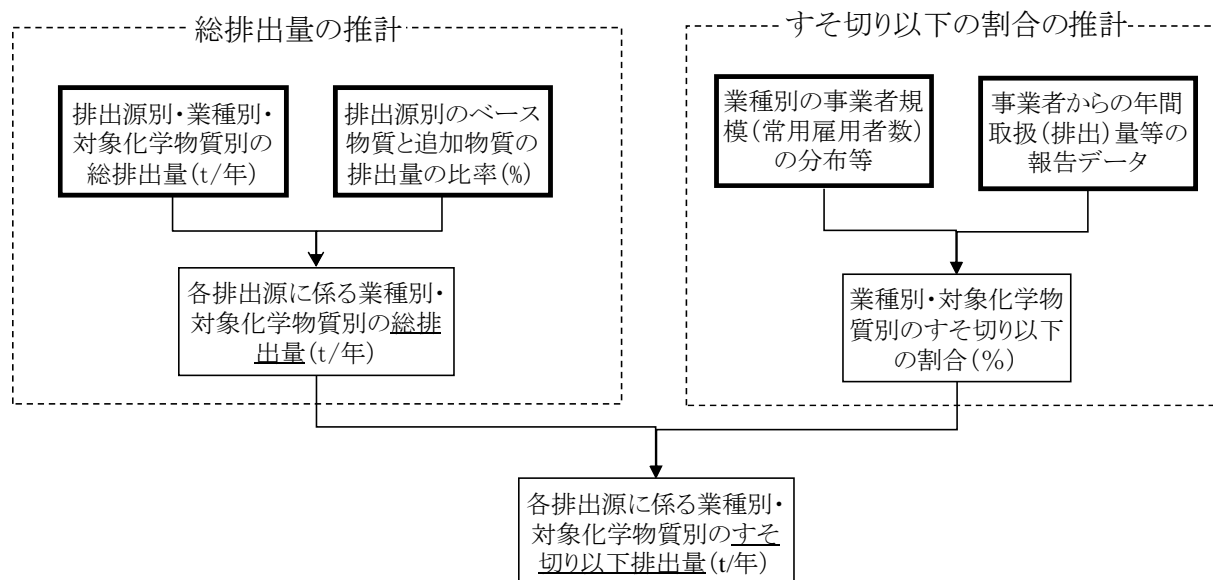 総排出量の推計
排出源別・業種別・
対象化学物質別の
総排出量(t/年)
排出源別のベース
物質と追加物質の
排出量の比率(%)
各排出源に係る業種別・
対象化学物質別の総排
出量(t/年)
すそ切り以下の割合の推計
業種別の事業者規
模(常用雇用者数)
の分布等
事業者からの年間
取扱(排出)量等の
報告データ
業種別・対象化学物
質別のすそ切り以下
の割合(%)
各排出源に係る業種別・
対象化学物質別のすそ
切り以下排出量(t/年)